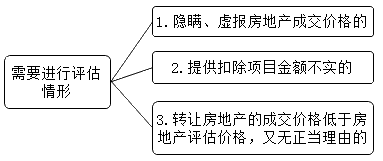 需要进行评估
情形
1.隐瞒、虚报房地产成交价格的
2.提供扣除项目金额不实的
3.转让房地产的成交价格低于房
地产评估价格，又无正当理由的